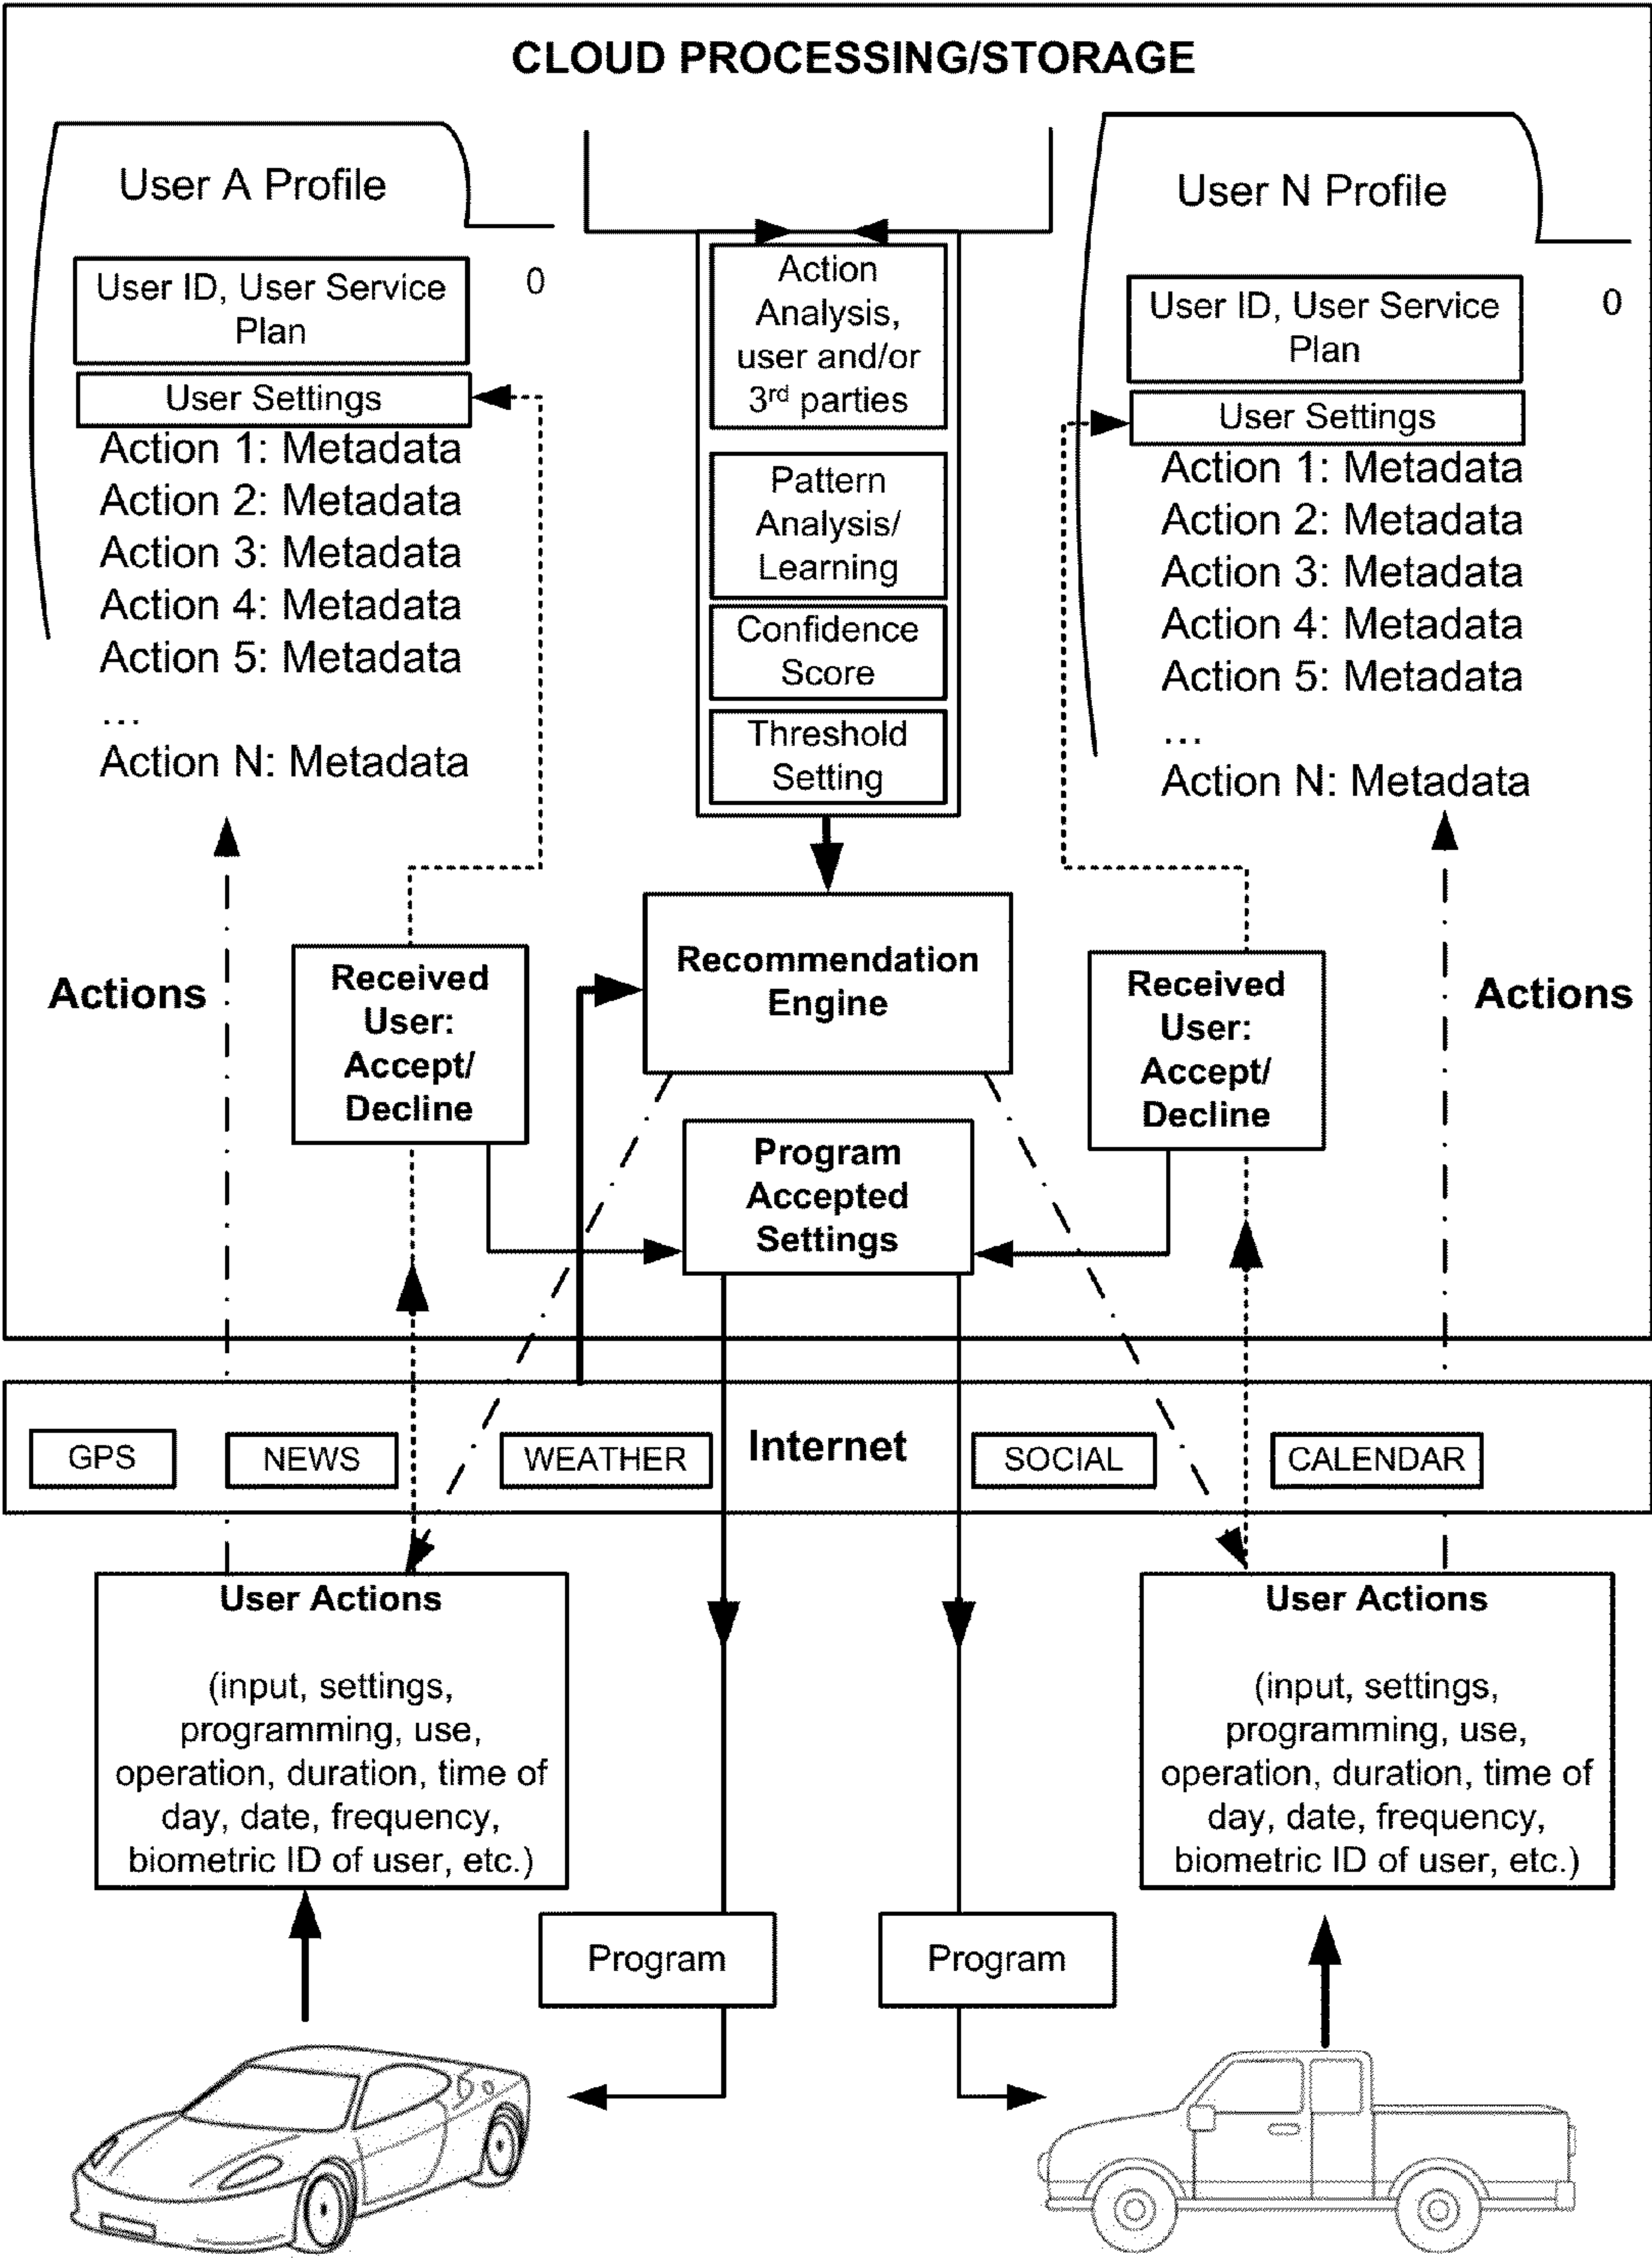 CLOUD PROCESSING/STORAGE
User A Profile
0
User ID, User Service
Plan
User Settings
Action 1: Metadata
Action 2: Metadata
Action 3: Metadata
Action 4: Metadata
Action 5: Metadata
...
Action N: Metadata
Action
Analysis,
user and/or
3rd parties
Pattern
Analysis/
Learning
Confidence
Score
Threshold
Setting
User N Profile
0
User ID, User Service
Plan
User Settings
Action 1: Metadata
Action 2: Metadata
Action 3: Metadata
Action 4: Metadata
Action 5: Metadata
...
Action N: Metadata
Actions
Received
User:
Accept/
Decline
Recommendation
Engine
Program
Accepted
Settings
Received
User:
Accept/
Decline
Actions
GPS
NEWS
WEATHER
Internet
SOCIAL
CALENDAR
User Actions
(input, settings,
programming, use,
operation, duration, time of
day, date, frequency,
biometric ID of user, etc.)
User Actions
(input, settings,
programming, use,
operation, duration, time of
day, date, frequency,
biometric ID of user, etc.)
Program
Program